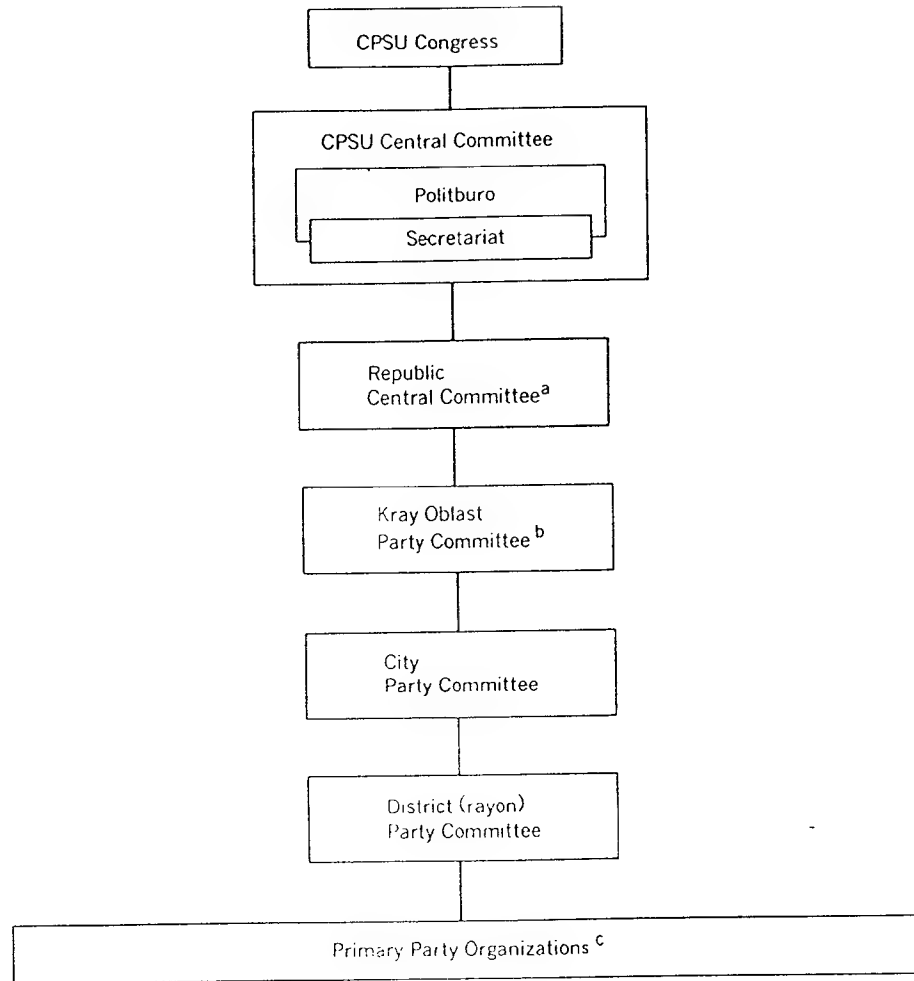 CPSU Congress
CPSU Central Committee
Politburo
Secretariat
Republic
Central Committee a
Kray Oblast
Party Committee b
City
Party Committee
District (rayon)
Party Committee
Primary Party Organizations c